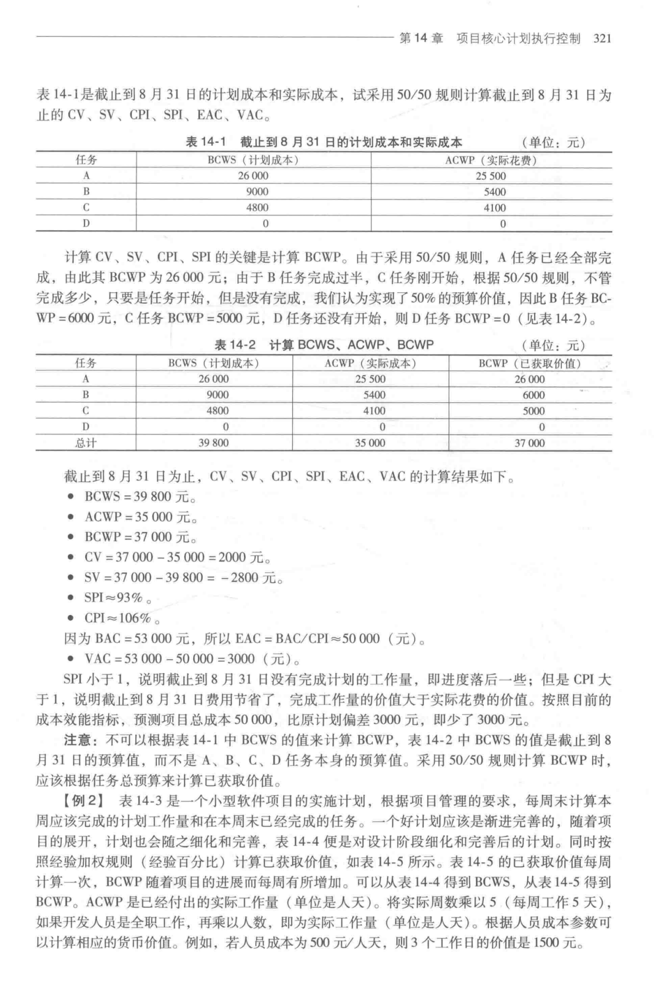 第 14 章　项目核心计划执行控制　321
表 14-1是截止到 8 月 31 日的计划成本和实际成本，试采用 50/50 规则计算截止到 8 月 31 日为
止的 CV、SV、CPI、SPI、EAC、VAC。
表 14-1　截止到 8 月 31 日的计划成本和实际成本　（单位：元）
任务　BCWS（计划成本）　ACWP（实际花费）
A　26 000　25 500
B　9000　5400
C　4800　4100
D　0　0
计算 CV、SV、CPI、SPI 的关键是计算 BCWP。由于采用 50/50 规则，A 任务已经全部完
成，由此其 BCWP 为 26 000 元；由于 B 任务完成过半，C 任务刚开始，根据 50/50 规则，不管
完成多少，只要是任务开始，但是没有完成，我们认为实现了 50% 的预算价值，因此 B 任务 BC-
WP = 6000 元，C 任务 BCWP = 5000 元，D 任务还没有开始，则 D 任务 BCWP = 0（见表 14-2）。
表 14-2　计算 BCWS、ACWP、BCWP　（单位：元）
任务　BCWS（计划成本）　ACWP（实际成本）　BCWP（已获取价值）
A　26 000　25 500　26 000
B　9000　5400　6000
C　4800　4100　5000
D　0　0　0
总计　39 800　35 000　37 000
截止到 8 月 31 日为止，CV、SV、CPI、SPI、EAC、VAC 的计算结果如下。
● BCWS = 39 800 元。
● ACWP = 35 000 元。
● BCWP = 37 000 元。
● CV = 37 000 – 35 000 = 2000 元。
● SV = 37 000 – 39 800 = – 2800 元。
● SPI≈93% 。
● CPI≈106% 。
因为 BAC = 53 000 元，所以 EAC = BAC/CPI≈50 000（元）。
● VAC = 53 000 – 50 000 = 3000（元）。
SPI 小于 1，说明截止到 8 月 31 日没有完成计划的工作量，即进度落后一些；但是 CPI 大
于 1，说明截止到 8 月 31 日费用节省了，完成工作量的价值大于实际花费的价值。按照目前的
成本效能指标，预测项目总成本 50 000，比原计划偏差 3000 元，即少了 3000 元。
注意：不可以根据表 14-1 中 BCWS 的值来计算 BCWP，表 14-2 中 BCWS 的值是截止到 8
月 31 日的预算值，而不是 A、B、C、D 任务本身的预算值。采用 50/50 规则计算 BCWP 时，
应该根据任务总预算来计算已获取价值。
【例 2】　表 14-3 是一个小型软件项目的实施计划，根据项目管理的要求，每周末计算本
周应该完成的计划工作量和在本周末已经完成的任务。一个好计划应该是渐进完善的，随着项
目的展开，计划也会随之细化和完善，表 14-4 便是对设计阶段细化和完善后的计划。同时按
照经验加权规则（经验百分比）计算已获取价值，如表 14-5 所示。表 14-5 的已获取价值每周
计算一次，BCWP 随着项目的进展而每周有所增加。可以从表 14-4 得到 BCWS，从表 14-5 得到
BCWP。ACWP 是已经付出的实际工作量（单位是人天）。将实际周数乘以 5（每周工作 5 天），
如果开发人员是全职工作，再乘以人数，即为实际工作量（单位是人天）。根据人员成本参数可
以计算相应的货币价值。例如，若人员成本为 500 元/人天，则 3 个工作日的价值是 1500 元。